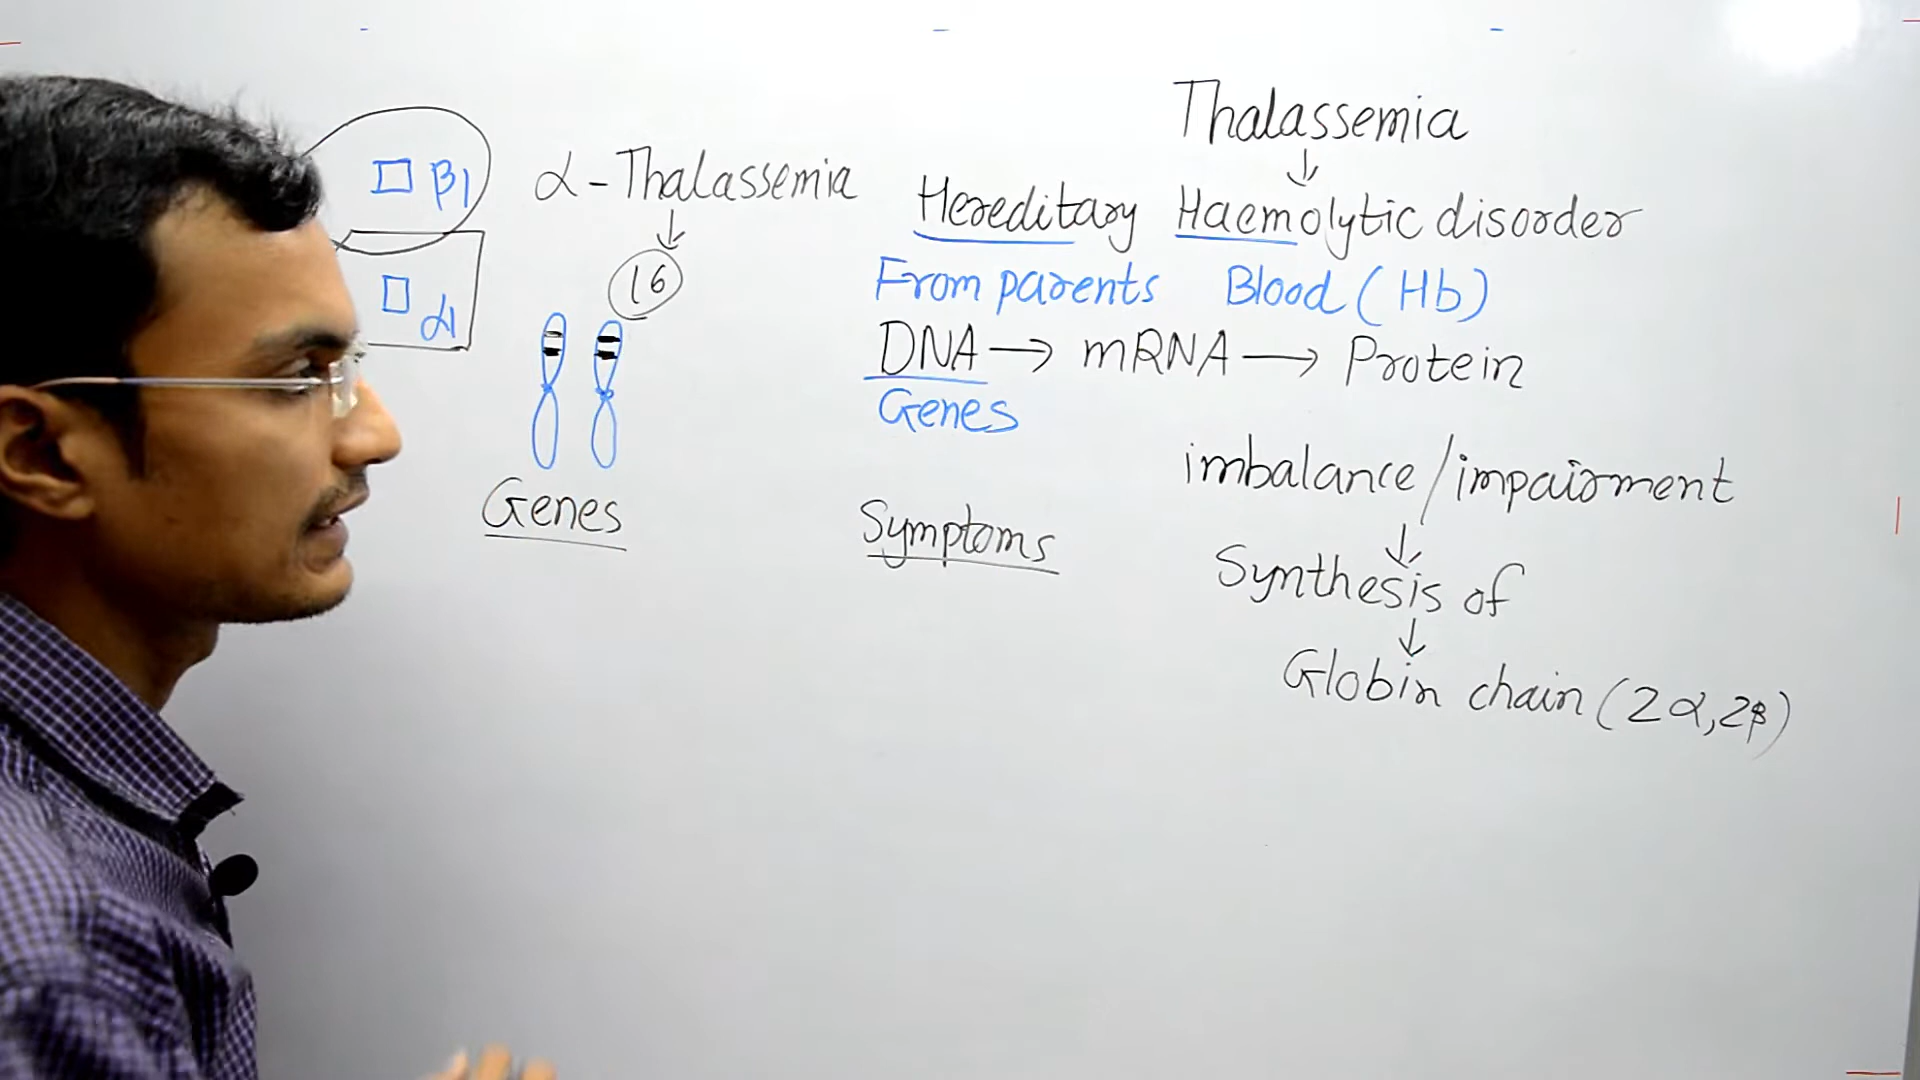 Thalassemia
Hereditary Haemolytic disorder
From parents Blood (Hb)
DNA → mRNA → Protein
Genes
imbalance/impairment
↓
Synthesis of
↓
Globin chain (2α,2β)
α-Thalassemia
↓
16
Genes
Symptoms
β1
α1